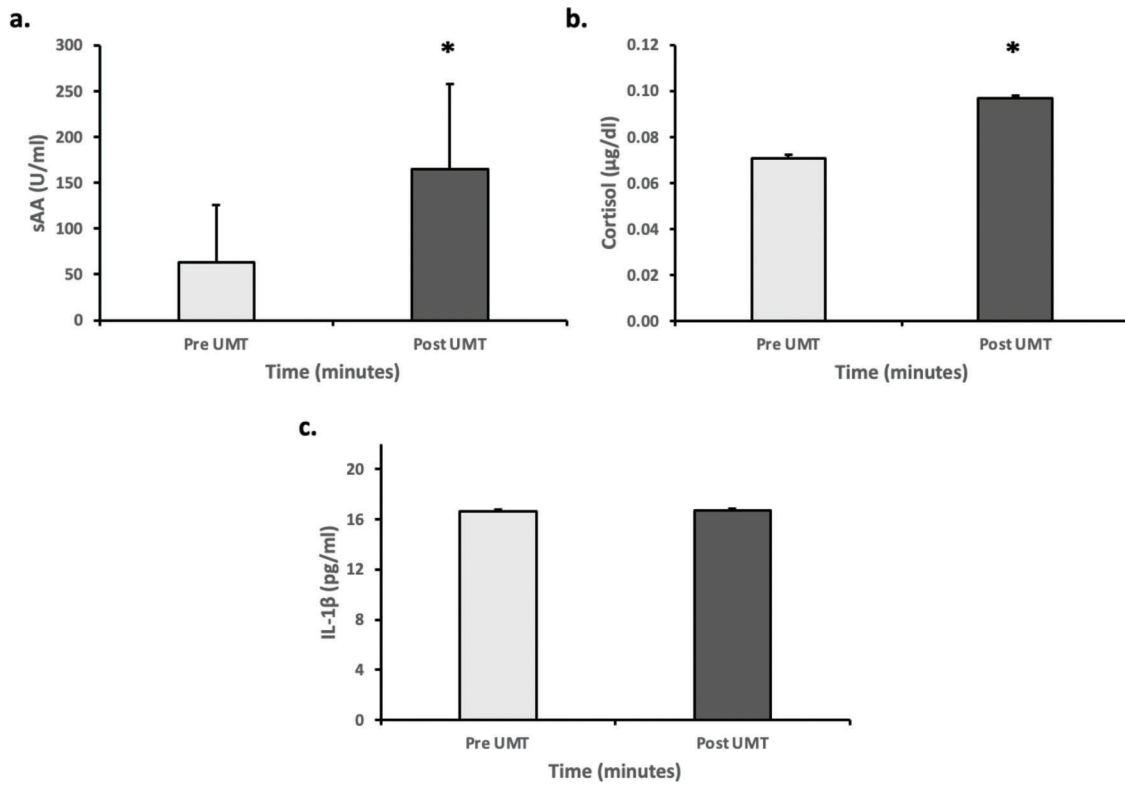 a.
*
300
250
200
150
100
50
0
sAA (U/ml)
Pre UMT Post UMT
Time (minutes)
b.
*
0.12
0.10
0.08
0.06
0.04
0.02
0.00
Cortisol (µg/dl)
Pre UMT Post UMT
Time (minutes)
c.
20
16
12
8
4
0
IL-1β (pg/ml)
Pre UMT Post UMT
Time (minutes)